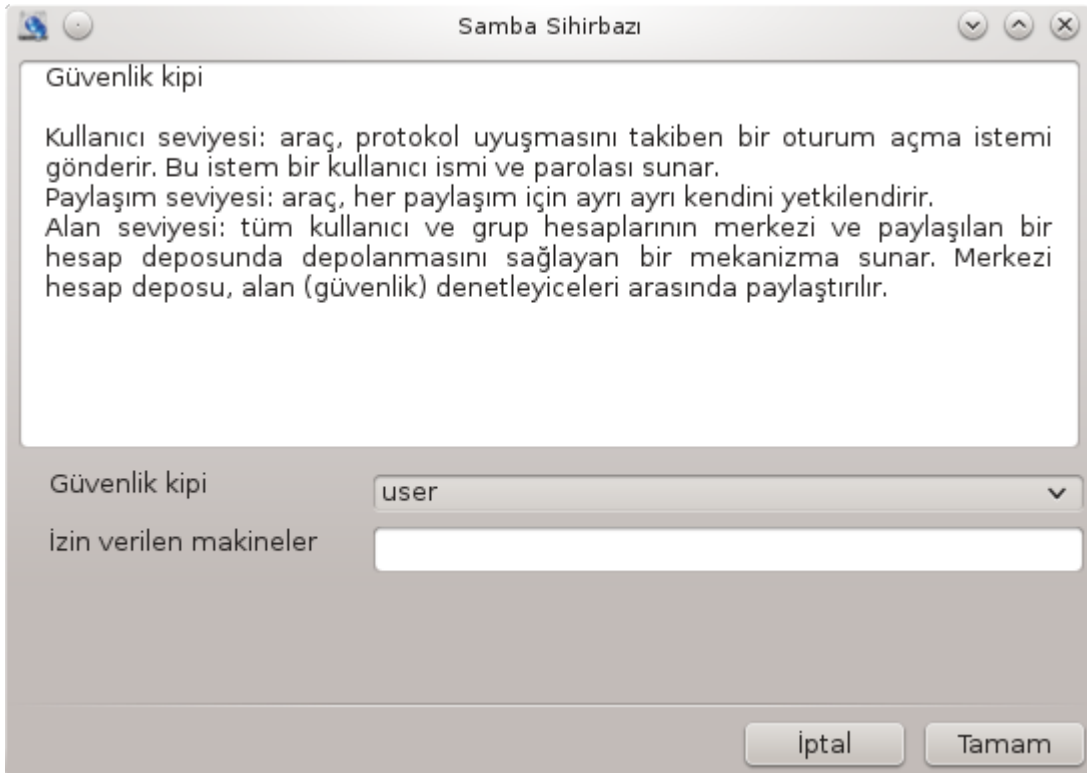 Samba Sihirbazı
Güvenlik kipi
Kullanıcı seviyesi: araç, protokol uyuşmasını takiben bir oturum açma istemi
gönderir. Bu istem bir kullanıcı ismi ve parolası sunar.
Paylaşım seviyesi: araç, her paylaşım için ayrı ayrı kendini yetkilendirir.
Alan seviyesi: tüm kullanıcı ve grup hesaplarının merkezi ve paylaşılan bir
hesap deposunda depolanmasını sağlayan bir mekanizma sunar. Merkezi
hesap deposu, alan (güvenlik) denetleyiceleri arasında paylaştırılır.
Güvenlik kipi
user
İzin verilen makineler
İptal
Tamam